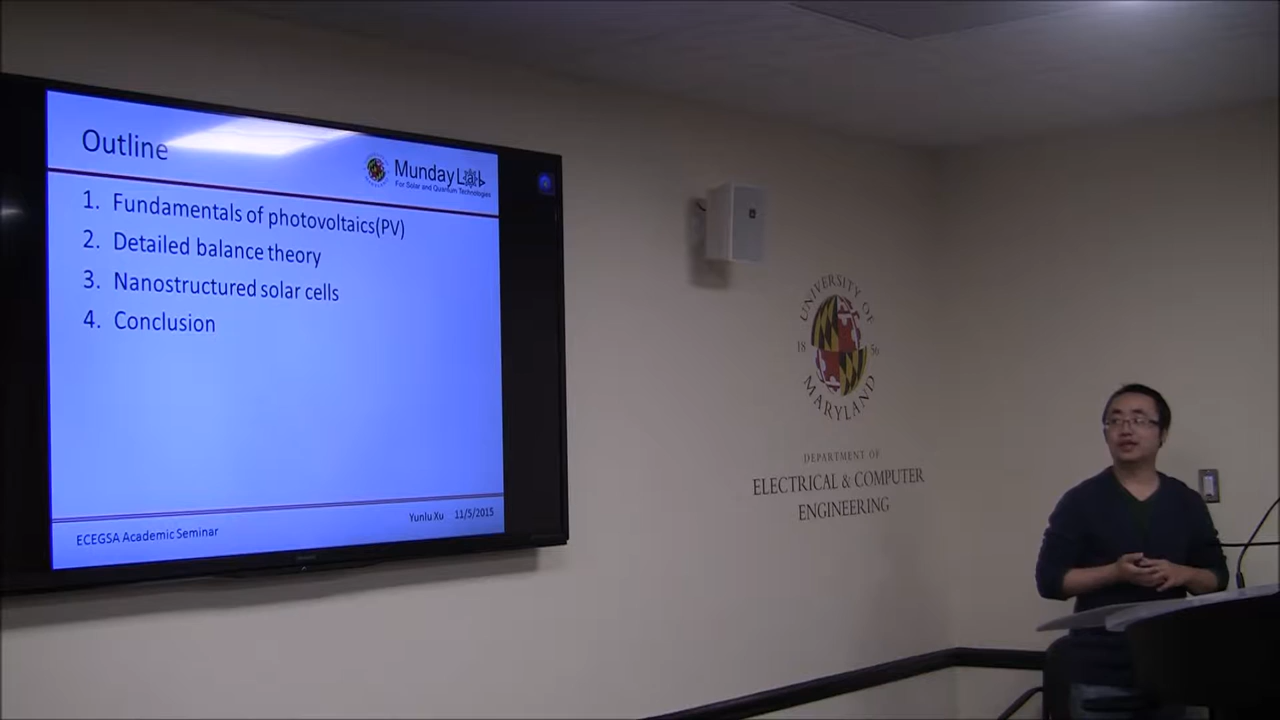 Outline
Munday Lab
For Solar and Quantum Technologies
1. Fundamentals of photovoltaics(PV)
2. Detailed balance theory
3. Nanostructured solar cells
4. Conclusion
ECEGSA Academic Seminar
Yunlu Xu 11/5/2015
UNIVERSITY OF
18 56
MARYLAND
DEPARTMENT OF
ELECTRICAL & COMPUTER
ENGINEERING